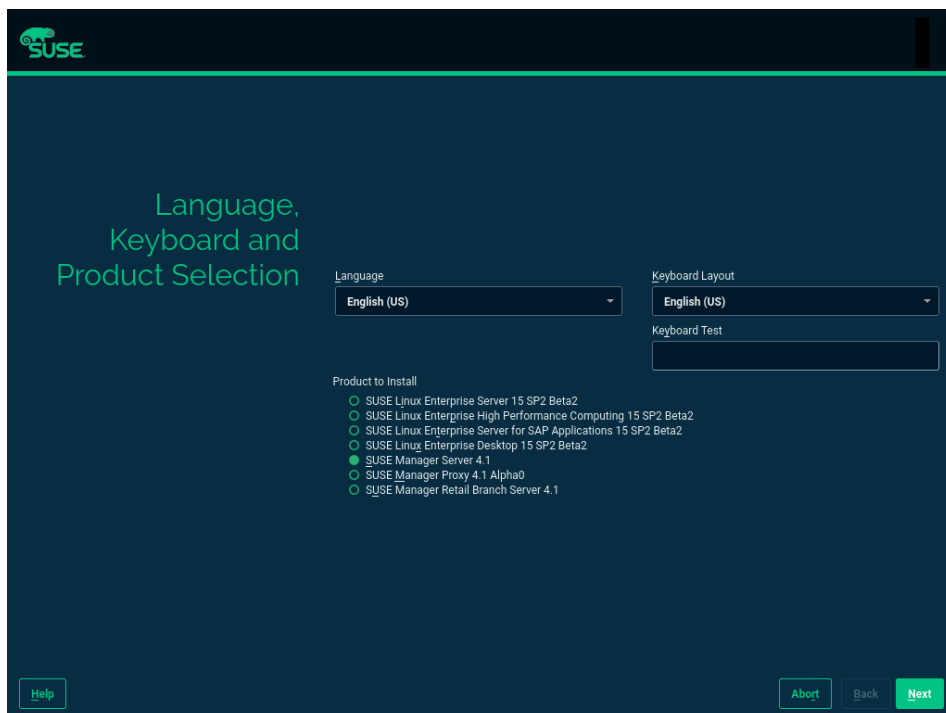 SUSE
Language,
Keyboard and
Product Selection
Language
Keyboard Layout
English (US)
English (US)
Keyboard Test
Product to Install
SUSE Linux Enterprise Server 15 SP2 Beta2
SUSE Linux Enterprise High Performance Computing 15 SP2 Beta2
SUSE Linux Enterprise Server for SAP Applications 15 SP2 Beta2
SUSE Linux Enterprise Desktop 15 SP2 Beta2
SUSE Manager Server 4.1
SUSE Manager Proxy 4.1 Alpha0
SUSE Manager Retail Branch Server 4.1
Help
Abort
Back
Next